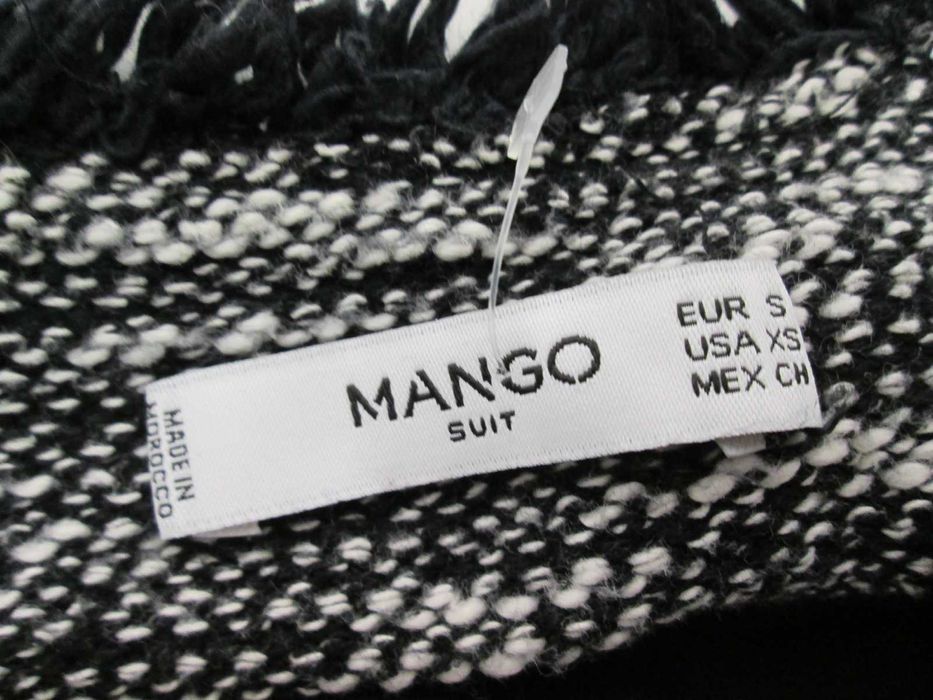 MADE IN
MOROCCO
MANGO
SUIT
EUR S
USA XS
MEX CH